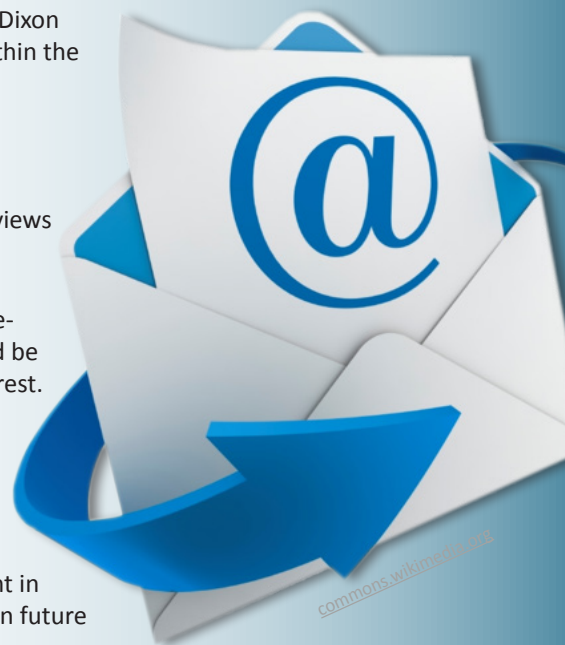 Dixon
thin the
views
e-
d be
rest.
nt in
n future
@
commons.wikimedia.org